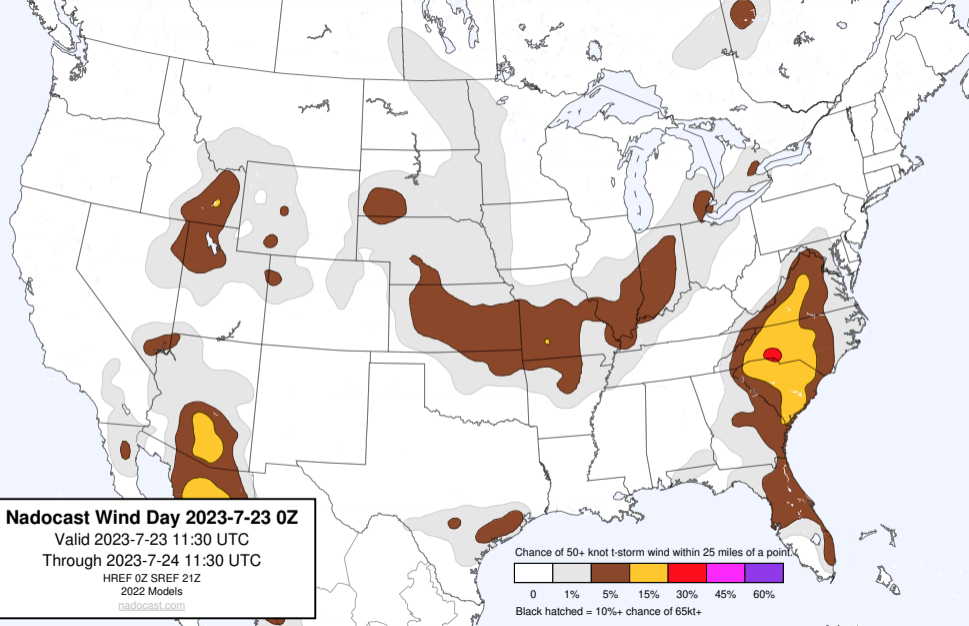 Nadocast Wind Day 2023-7-23 0Z
Valid 2023-7-23 11:30 UTC
Through 2023-7-24 11:30 UTC
HREF 0Z SREF 21Z
2022 Models
nadocast.com
Chance of 50+ knot t-storm wind within 25 miles of a point.
0 1% 5% 15% 30% 45% 60%
Black hatched = 10%+ chance of 65kt+